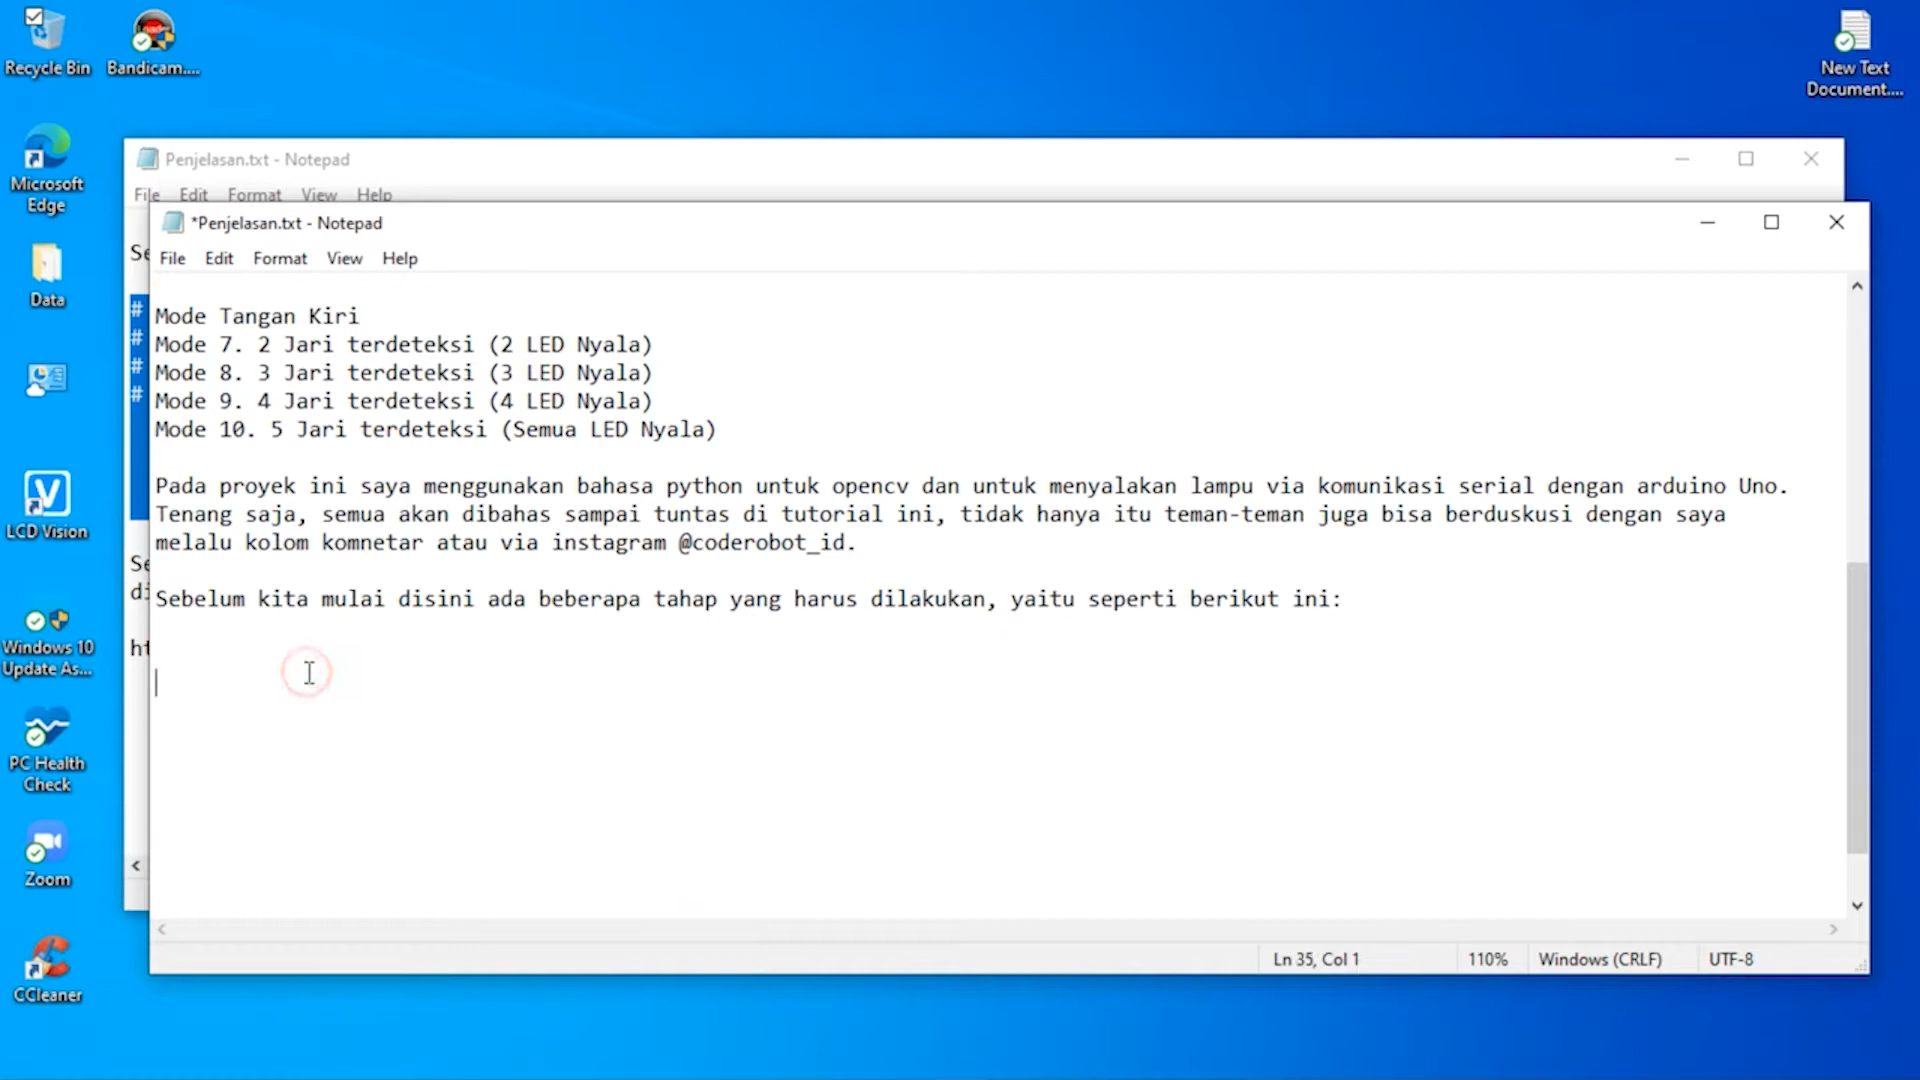 Recycle Bin
Bandicam....
New Text
Document....
Microsoft
Edge
Data
LCD Vision
Windows 10
Update As...
PC Health
Check
Zoom
CCleaner
Penjelasan.txt - Notepad
File Edit Format View Help
Se
#
#
#
#
Se
di
ht
*Penjelasan.txt - Notepad
File Edit Format View Help
Mode Tangan Kiri
Mode 7. 2 Jari terdeteksi (2 LED Nyala)
Mode 8. 3 Jari terdeteksi (3 LED Nyala)
Mode 9. 4 Jari terdeteksi (4 LED Nyala)
Mode 10. 5 Jari terdeteksi (Semua LED Nyala)
Pada proyek ini saya menggunakan bahasa python untuk opencv dan untuk menyalakan lampu via komunikasi serial dengan arduino Uno.
Tenang saja, semua akan dibahas sampai tuntas di tutorial ini, tidak hanya itu teman-teman juga bisa berduskusi dengan saya
melalu kolom komnetar atau via instagram @coderobot_id.
Sebelum kita mulai disini ada beberapa tahap yang harus dilakukan, yaitu seperti berikut ini:
Ln 35, Col 1 110% Windows (CRLF) UTF-8